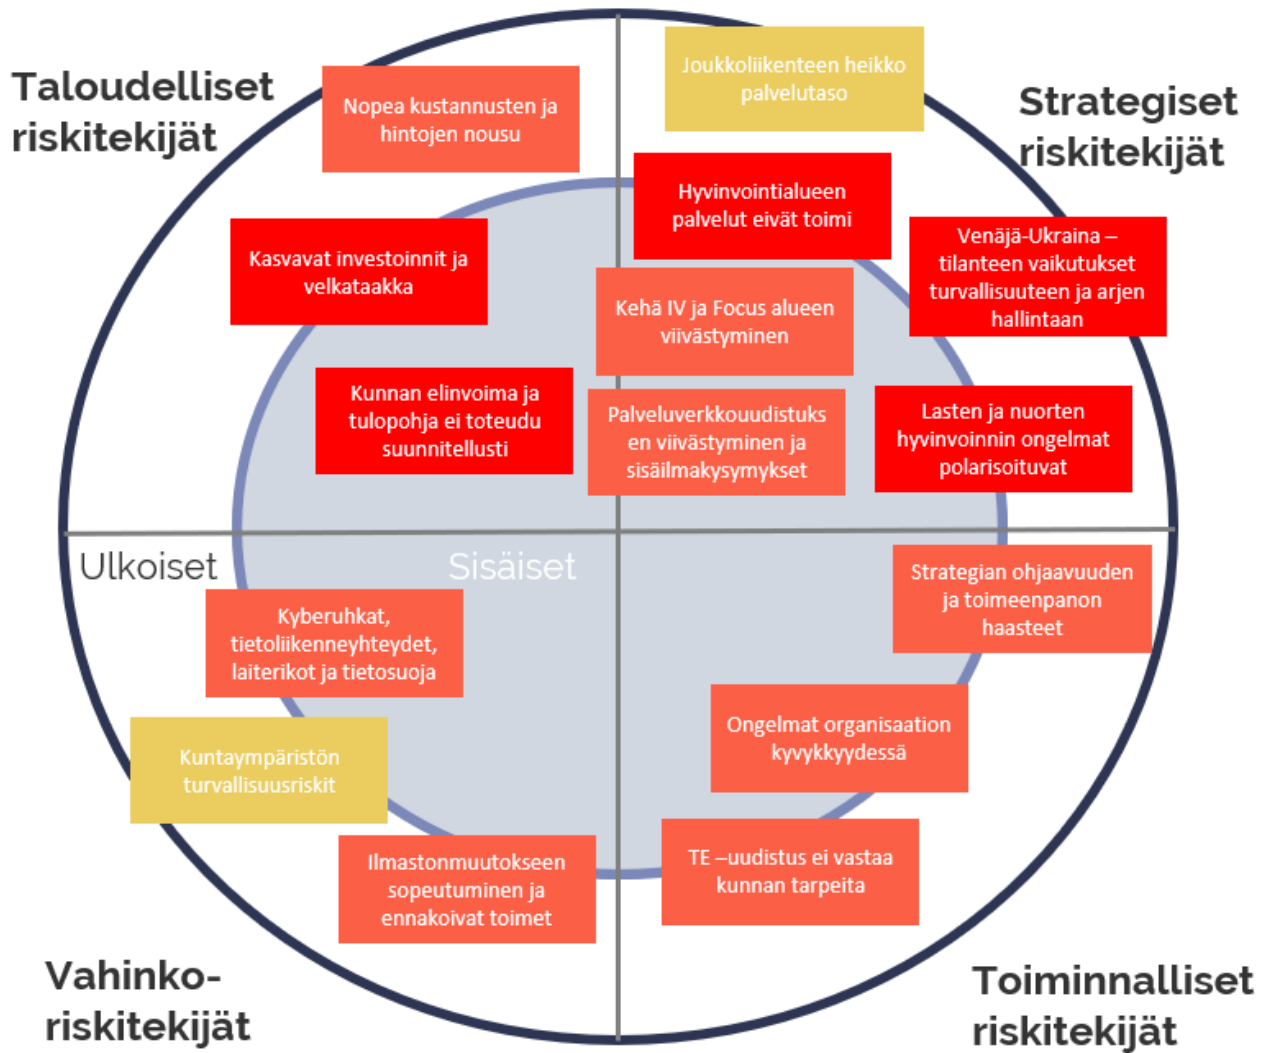 Taloudelliset
riskitekijät
Nopea kustannusten ja
hintojen nousu
Joukkoliikenteen heikko
palvelutaso
Strategiset
riskitekijät
Hyvinvointialueen
palvelut eivät toimi
Kasvavat investoinnit ja
velkataakka
Venäjä-Ukraina –
tilanteen vaikutukset
turvallisuuteen ja arjen
hallintaan
Kehä IV ja Focus alueen
viivästyminen
Kunnan elinvoima ja
tulopohja ei toteudu
suunnitellusti
Palveluverkkouudistuks
en viivästyminen ja
sisäilmakysymykset
Lasten ja nuorten
hyvinvoinnin ongelmat
polarisoituvat
Ulkoiset
Sisäiset
Strategian ohjaavuuden
ja toimeenpanon
haasteet
Kyberuhkat,
tietoliikenneyhteydet,
laiterikot ja tietosuoja
Ongelmat organisaation
kyvykkyydessä
Kuntaympäristön
turvallisuusriskit
Ilmastonmuutokseen
sopeutuminen ja
ennakoivat toimet
TE –uudistus ei vastaa
kunnan tarpeita
Vahinko-
riskitekijät
Toiminnalliset
riskitekijät